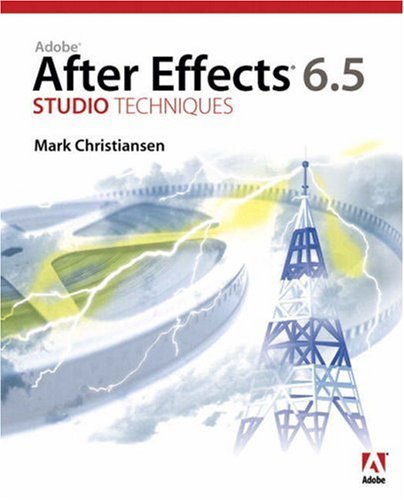 Adobe®
After Effects® 6.5
STUDIO TECHNIQUES
Mark Christiansen
Adobe